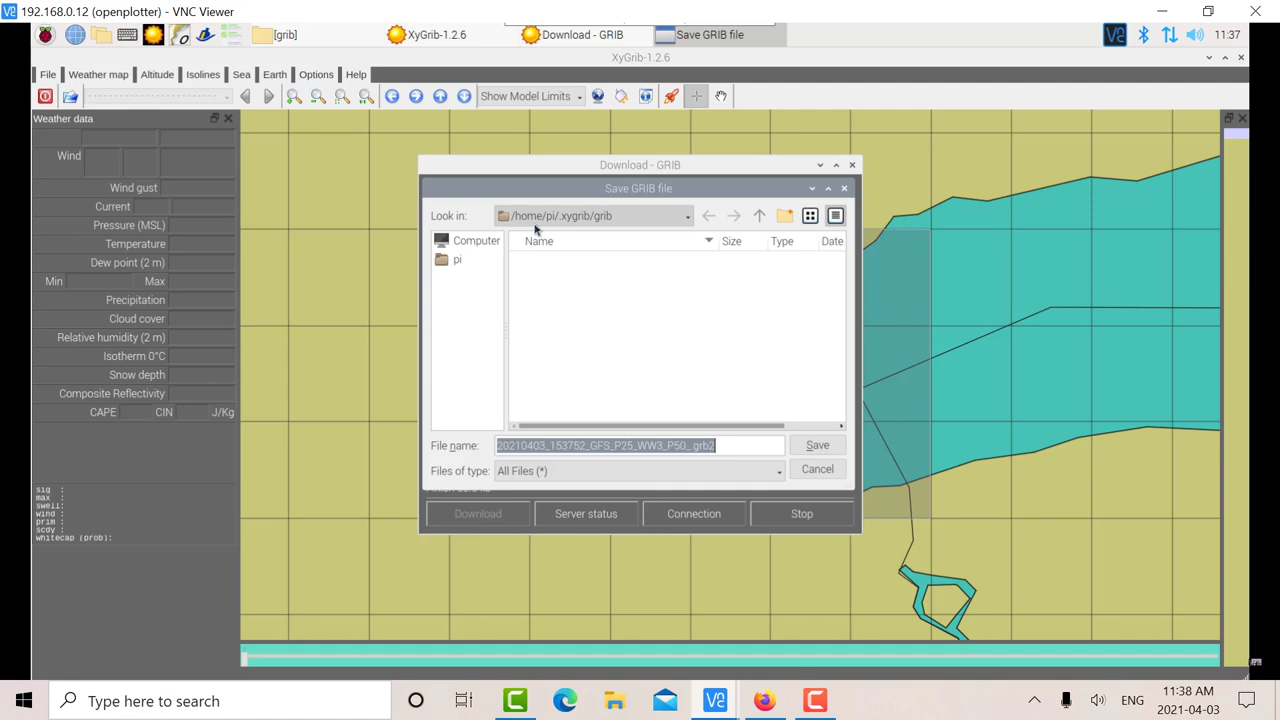 192.168.0.12 (openplotter) - VNC Viewer
[grib]
XyGrib-1.2.6
Download - GRIB
Save GRIB file
11:37
XyGrib-1.2.6
File
Weather map
Altitude
Isolines
Sea
Earth
Options
Help
Show Model Limits
Weather data
Wind
Wind gust
Current
Pressure (MSL)
Temperature
Dew point (2 m)
Min
Max
Precipitation
Cloud cover
Relative humidity (2 m)
Isotherm 0°C
Snow depth
Composite Reflectivity
CAPE
CIN
J/Kg
sig :
max :
swell:
wind :
prim :
scdy :
whitecap (prob):
Download - GRIB
Save GRIB file
Look in:
/home/pi/.xygrib/grib
Computer
pi
Name
Size
Type
Date
File name:
20210403_153752_GFS_P25_WW3_P50_.grb2
Save
Files of type:
All Files (*)
Cancel
Download
Server status
Connection
Stop
Type here to search
ENG
11:38 AM
2021-04-03